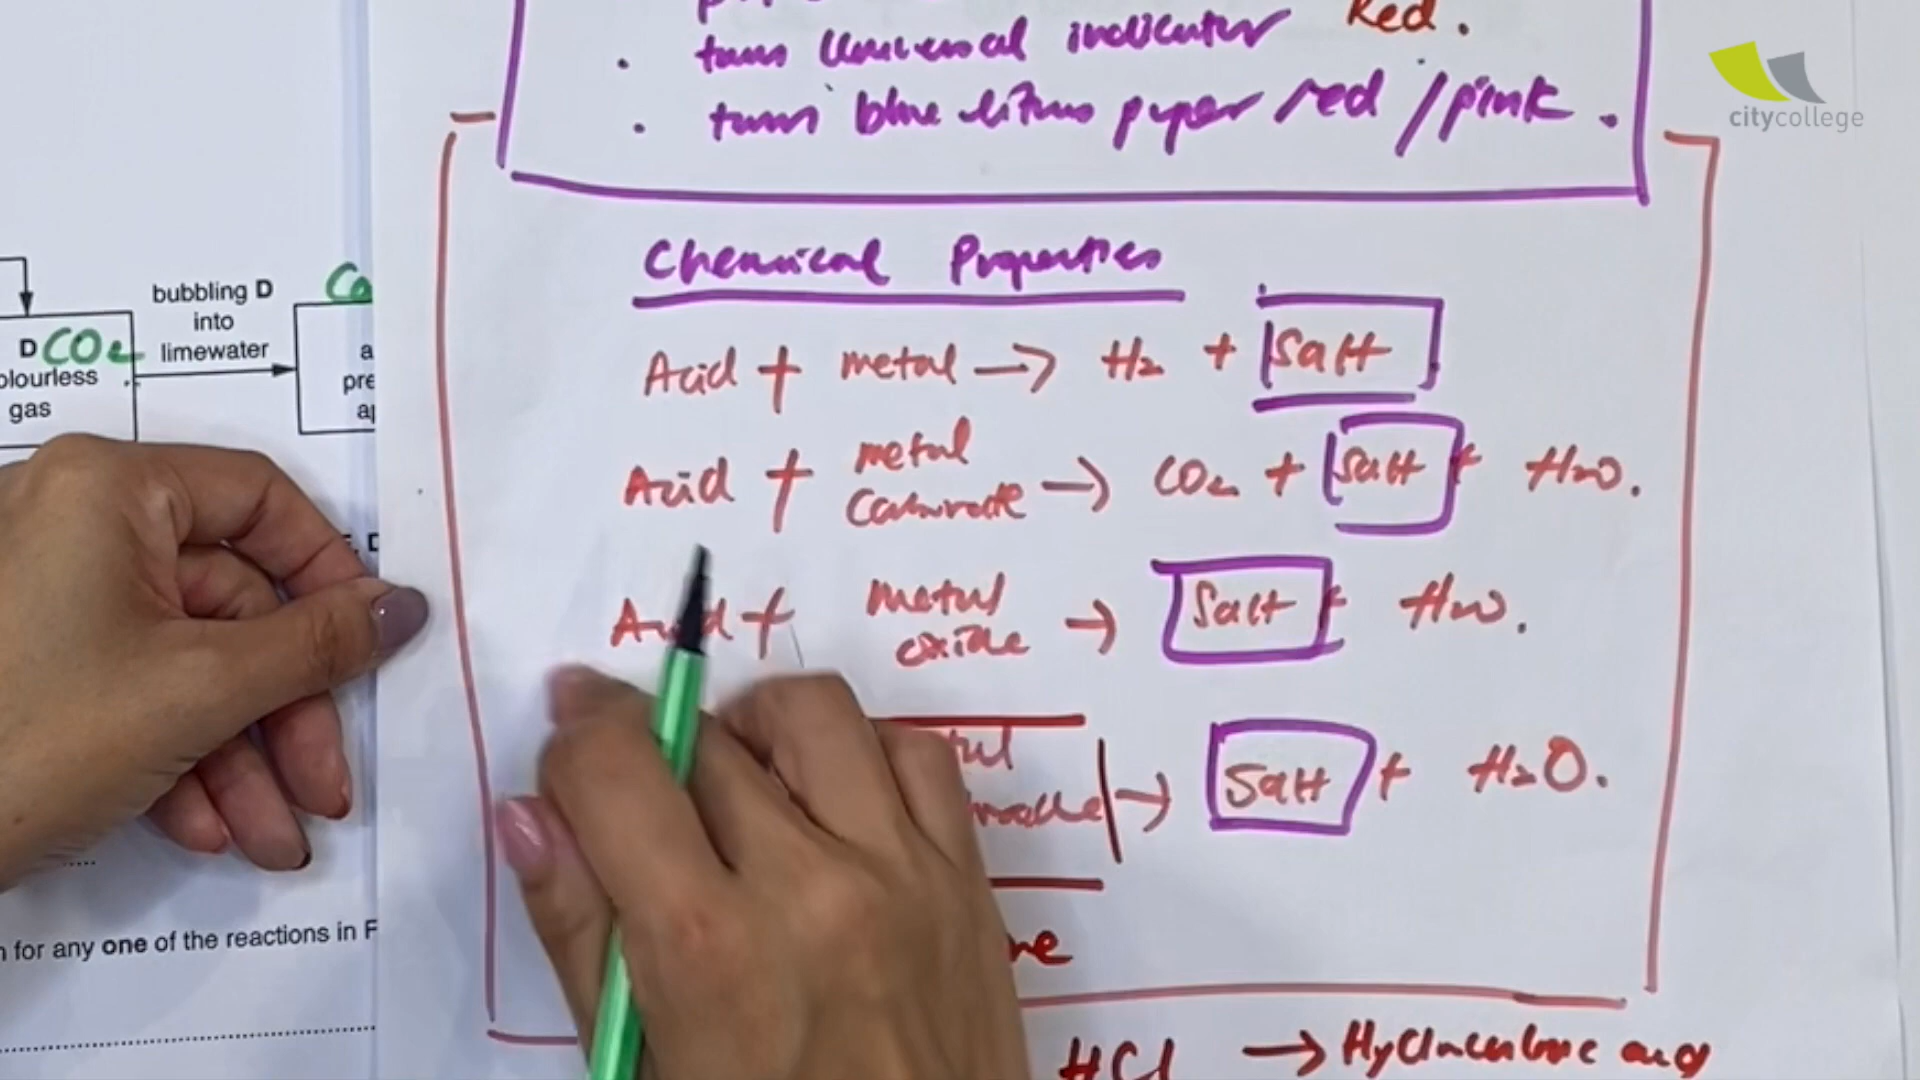 Red.
. turns Universal indicator
. turns blue litmus paper red / pink .
citycollege
Chemical Properties
Acid + metal → H2 + Salt
Acid + metal carbonate → CO2 + Salt + H2O.
Acid + metal oxide → Salt + H2O.
→ Salt + H2O.
HCl →
bubbling D
into
limewater
D CO2
colourless
gas
for any one of the reactions in F